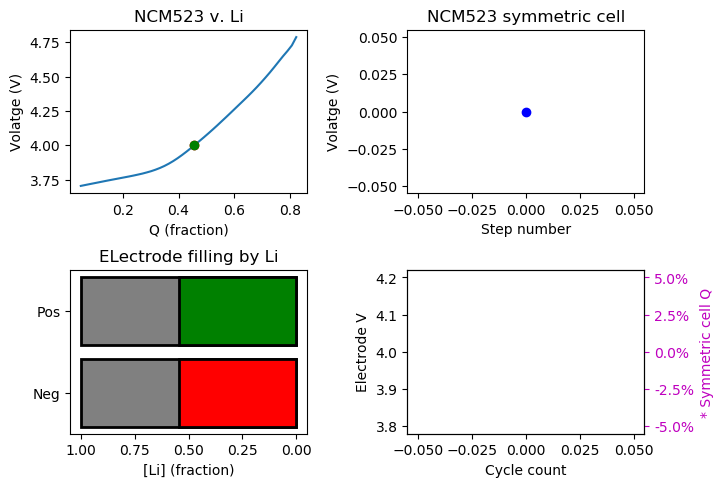 NCM523 v. Li
4.75
4.50
4.25
4.00
3.75
Volatge (V)
0.2 0.4 0.6 0.8
Q (fraction)
NCM523 symmetric cell
0.050
0.025
0.000
−0.025
−0.050
Volatge (V)
−0.050 −0.025 0.000 0.025 0.050
Step number
ELectrode filling by Li
Pos
Neg
1.00 0.75 0.50 0.25 0.00
[Li] (fraction)
4.2
4.1
4.0
3.9
3.8
Electrode V
5.0%
2.5%
0.0%
-2.5%
-5.0%
* Symmetric cell Q
−0.050 −0.025 0.000 0.025 0.050
Cycle count